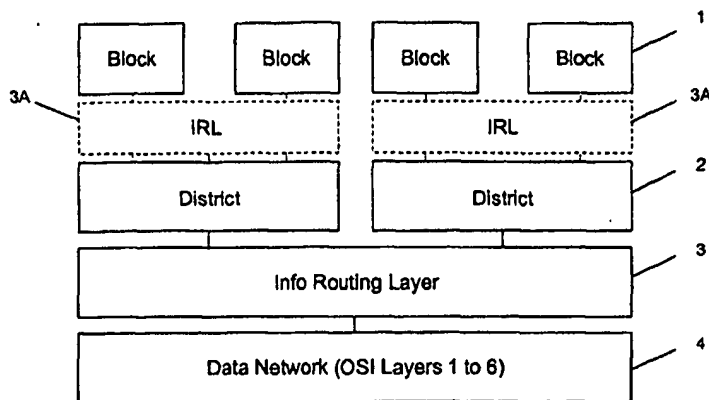 1
Block Block Block Block
3A 3A
IRL IRL
2
District District
3
Info Routing Layer
4
Data Network (OSI Layers 1 to 6)